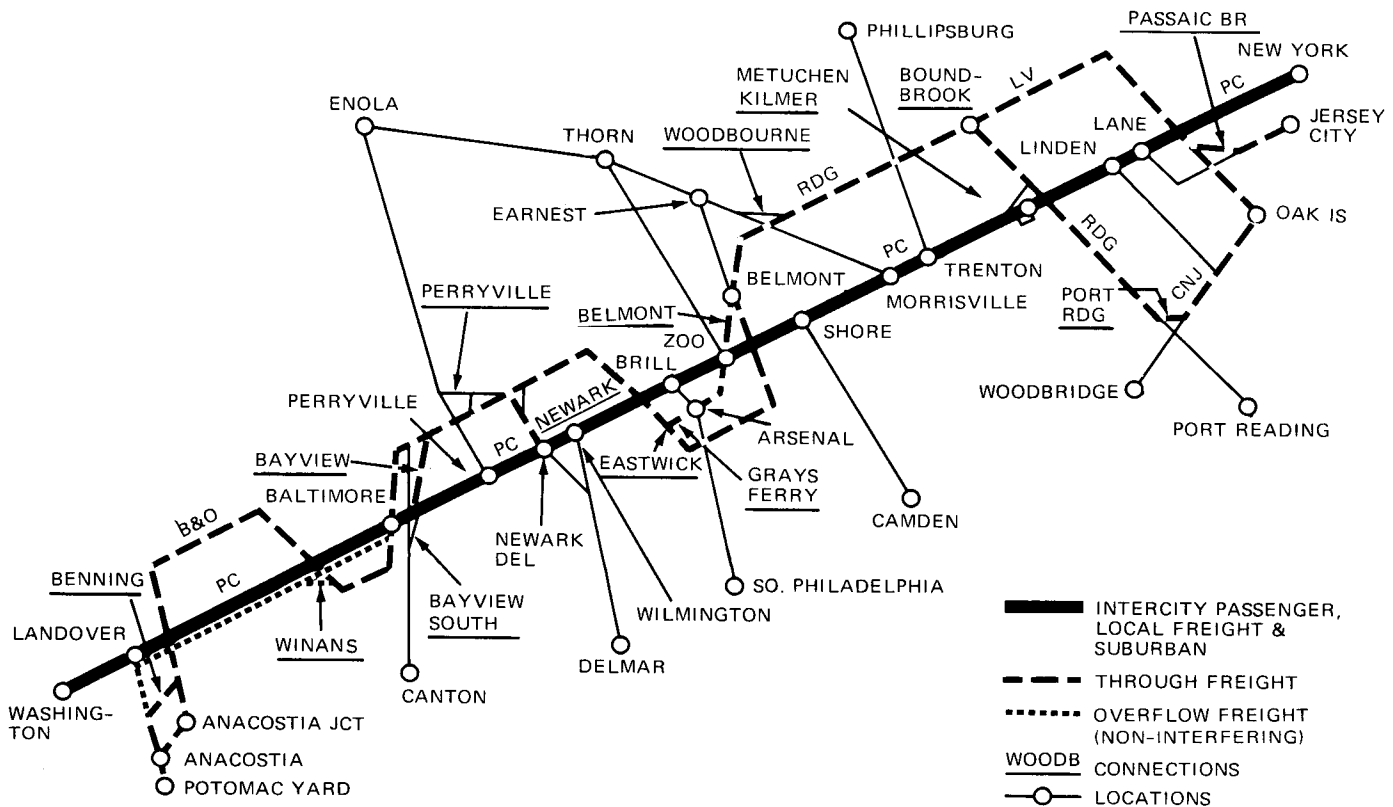 PASSAIC BR
PHILLIPSBURG
NEW YORK
METUCHEN
KILMER
BOUND-
BROOK
LV
PC
ENOLA
LANE
JERSEY
CITY
THORN
WOODBOURNE
LINDEN
RDG
EARNEST
OAK IS
RDG
PC
BELMONT
TRENTON
CNJ
PERRYVILLE
MORRISVILLE
PORT
RDG
BELMONT
ZOO
SHORE
BRILL
WOODBRIDGE
PERRYVILLE
NEWARK
ARSENAL
PORT READING
PC
BAYVIEW
EASTWICK
GRAYS
FERRY
BALTIMORE
CAMDEN
B&O
NEWARK
DEL
PC
BENNING
SO. PHILADELPHIA
BAYVIEW
SOUTH
WILMINGTON
LANDOVER
WINANS
DELMAR
CANTON
WASHING-
TON
ANACOSTIA JCT
ANACOSTIA
POTOMAC YARD
INTERCITY PASSENGER,
LOCAL FREIGHT &
SUBURBAN
THROUGH FREIGHT
OVERFLOW FREIGHT
(NON-INTERFERING)
WOODB
CONNECTIONS
LOCATIONS